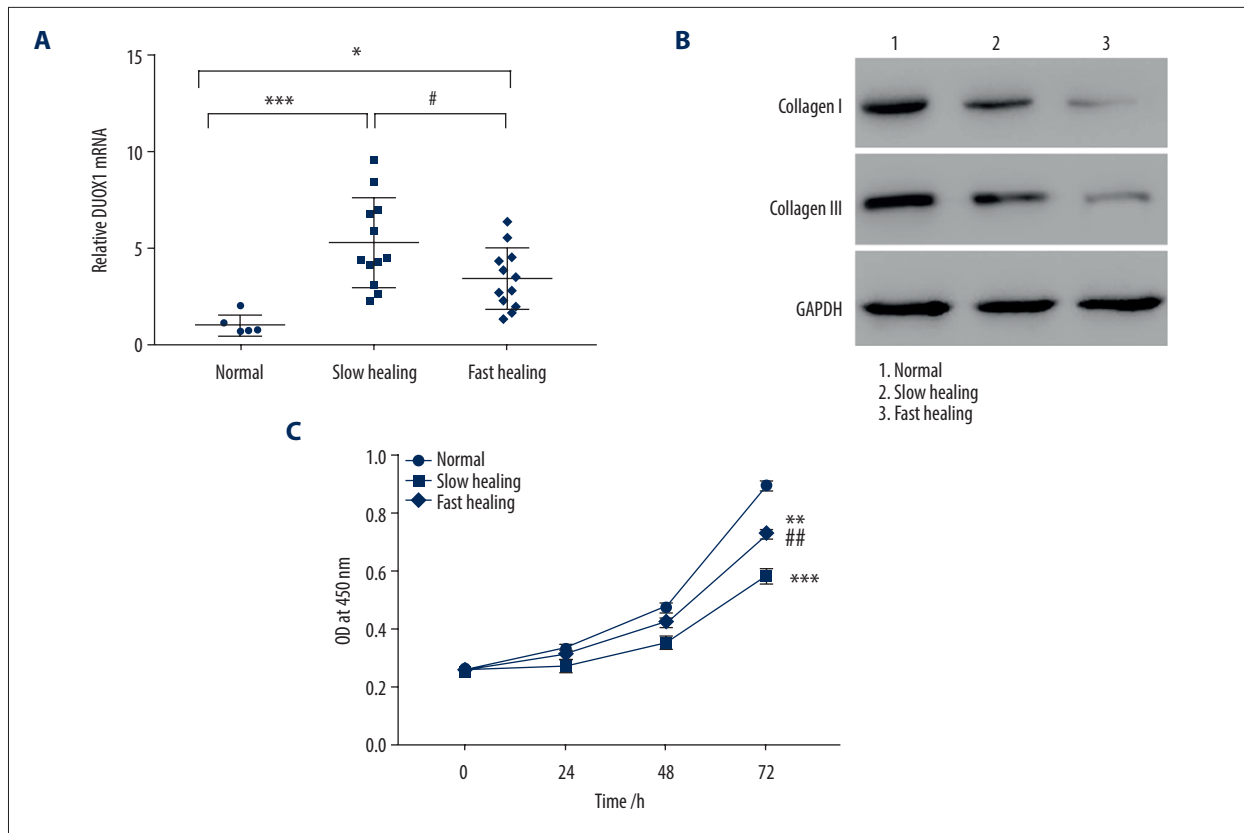 A
15
10
5
0
Relative DUOX1 mRNA
*
***
#
Normal
Slow healing
Fast healing
B
1 2 3
Collagen I
Collagen III
GAPDH
1. Normal
2. Slow healing
3. Fast healing
C
Normal
Slow healing
Fast healing
1.0
0.8
0.6
0.4
0.2
0.0
OD at 450 nm
**
##
***
0 24 48 72
Time /h